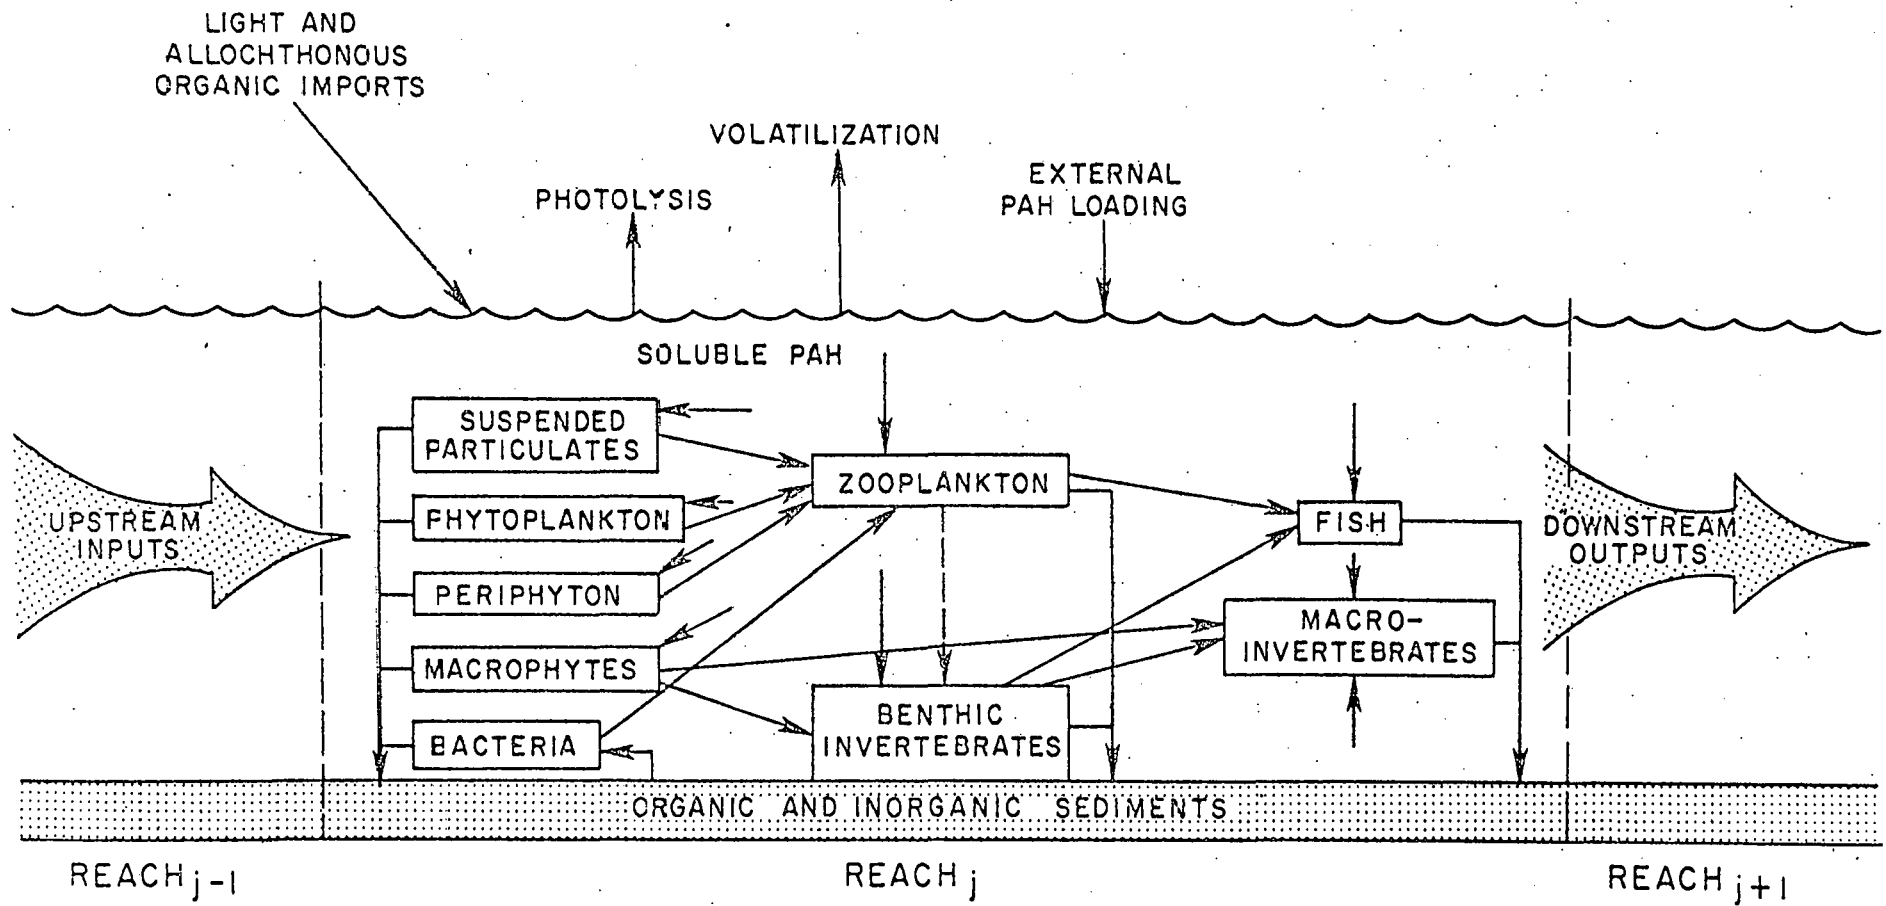 LIGHT AND
ALLOCHTHONOUS
ORGANIC IMPORTS
VOLATILIZATION
PHOTOLYSIS
EXTERNAL
PAH LOADING
SOLUBLE PAH
SUSPENDED
PARTICULATES
ZOOPLANKTON
UPSTREAM
INPUTS
FHYTOPLANKTON
FISH
DOWNSTREAM
OUTPUTS
PERIPHYTON
MACRO-
INVERTEBRATES
MACROPHYTES
BENTHIC
INVERTEBRATES
BACTERIA
ORGANIC AND INORGANIC SEDIMENTS
REACH j-1
REACH j
REACH j+1